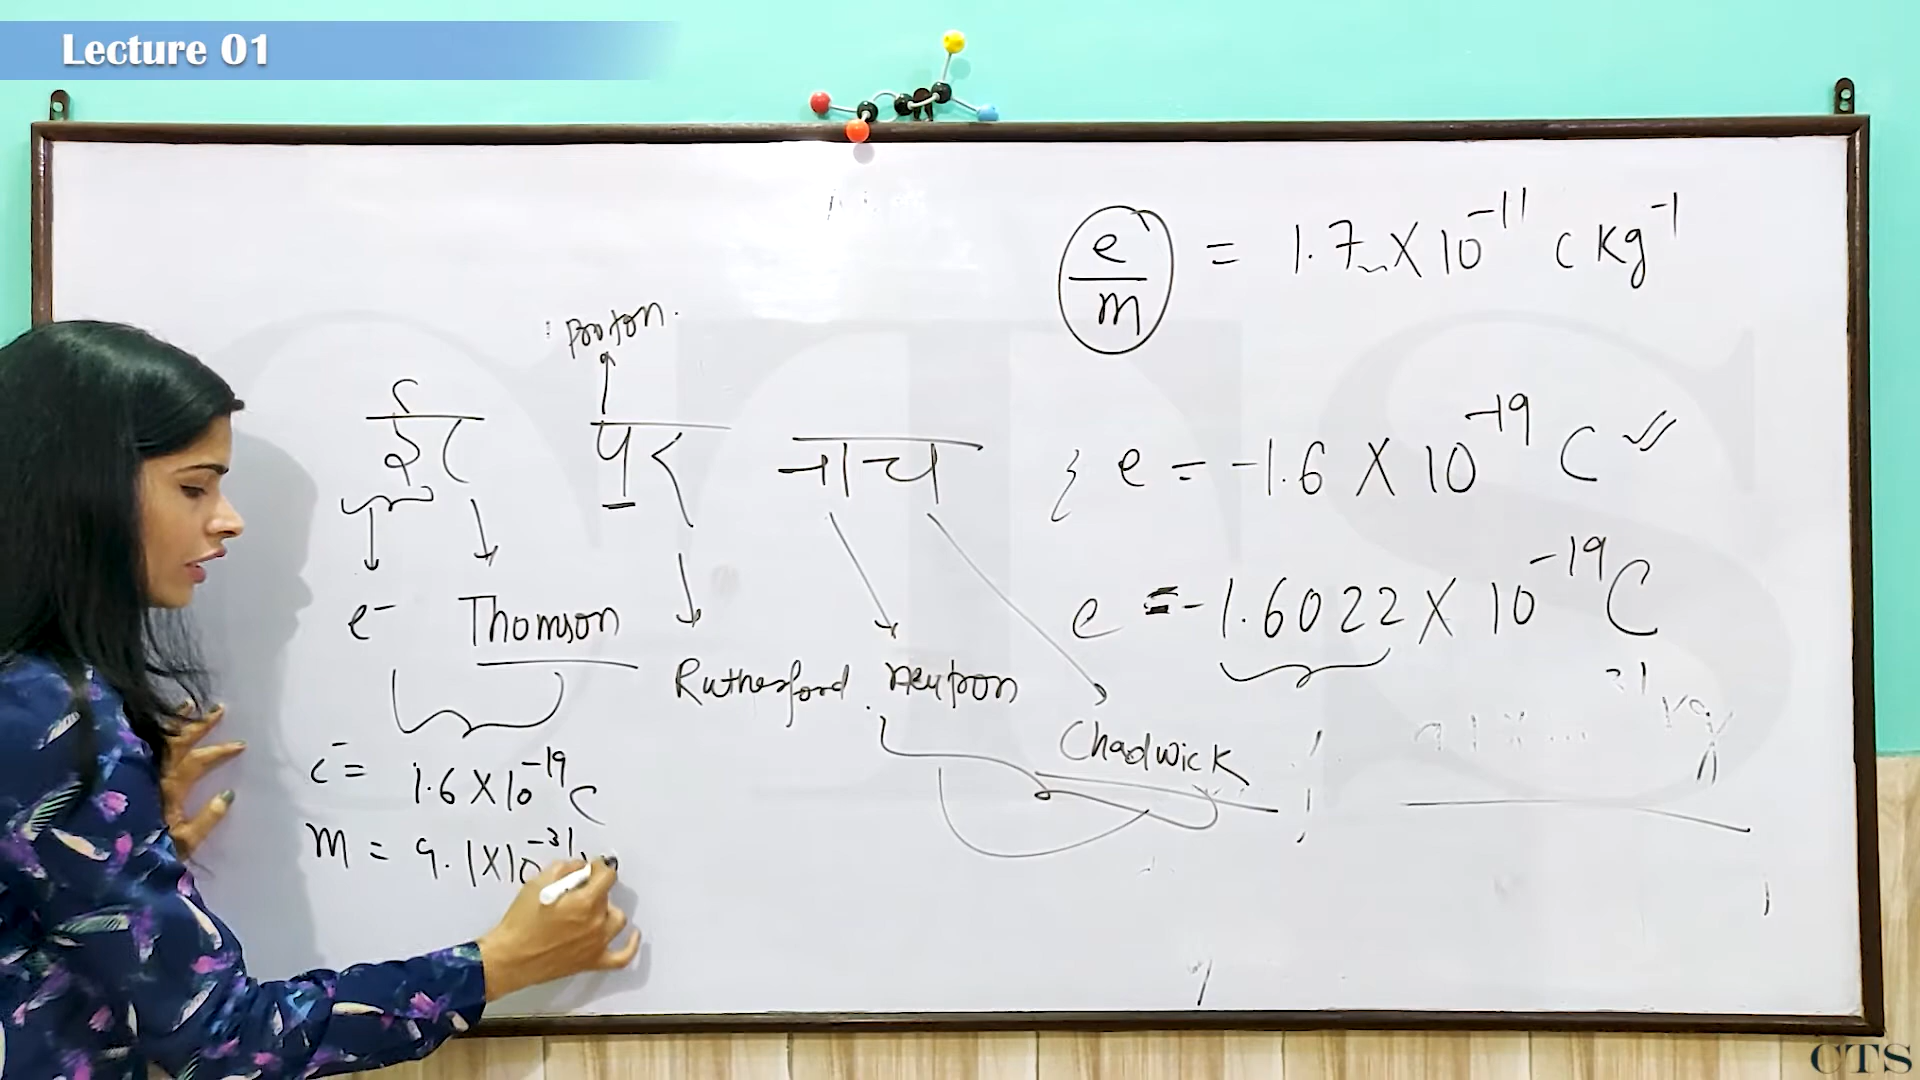 Lecture 01
e/m = 1.7 × 10⁻¹¹ C kg⁻¹
Proton.
ईंट पर नाच
e = -1.6 × 10⁻¹⁹ C
e = -1.6022 × 10⁻¹⁹ C
e⁻ Thomson
Rutherford neutron
Chadwick
= 1.6 × 10⁻¹⁹ C
m = 9.1 × 10⁻³¹
CTS